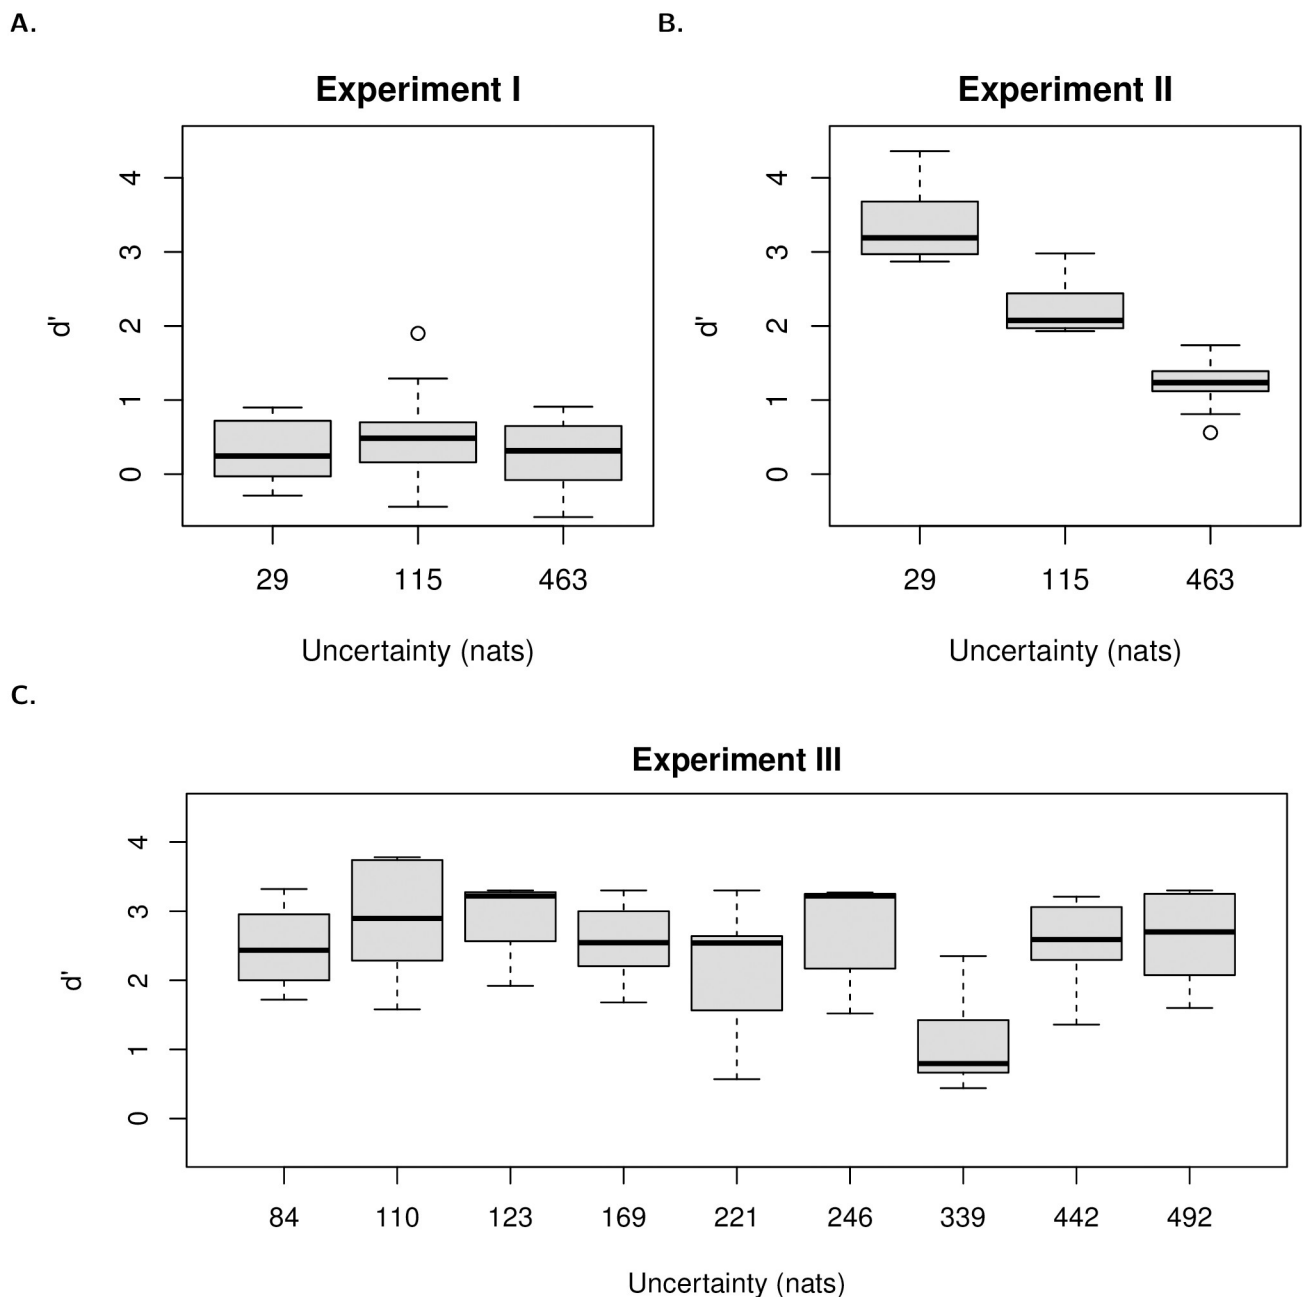 A.
B.
Experiment I
Experiment II
4
3
2
1
0
d'
29 115 463
Uncertainty (nats)
4
3
2
1
0
d'
29 115 463
Uncertainty (nats)
C.
Experiment III
4
3
2
1
0
d'
84 110 123 169 221 246 339 442 492
Uncertainty (nats)